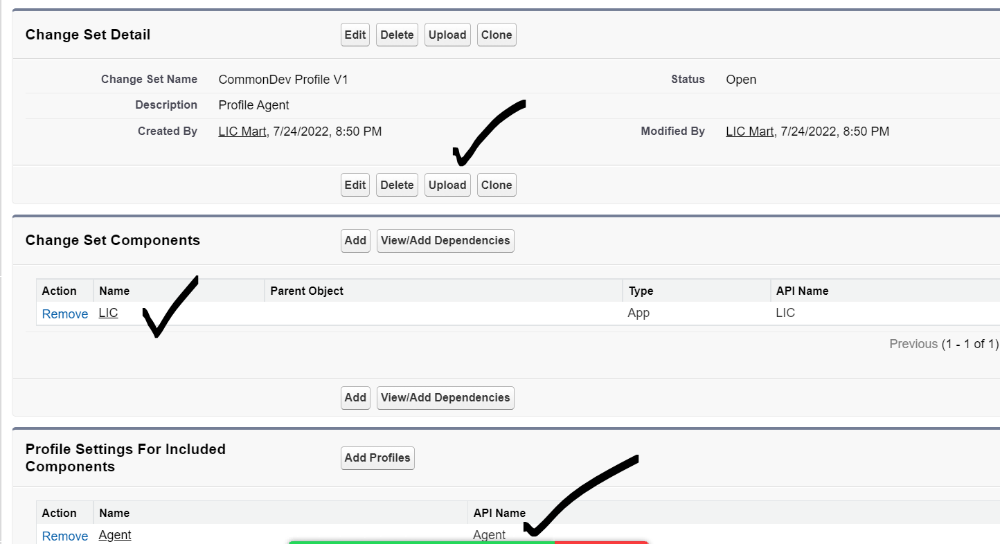 Change Set Detail Edit Delete Upload Clone
Change Set Name CommonDev Profile V1 Status Open
Description Profile Agent
Created By LIC Mart, 7/24/2022, 8:50 PM Modified By LIC Mart, 7/24/2022, 8:50 PM
Edit Delete Upload Clone
Change Set Components Add View/Add Dependencies
Action Name Parent Object Type API Name
Remove LIC App LIC
Previous (1 - 1 of 1)
Add View/Add Dependencies
Profile Settings For Included
Components
Add Profiles
Action Name API Name
Remove Agent Agent